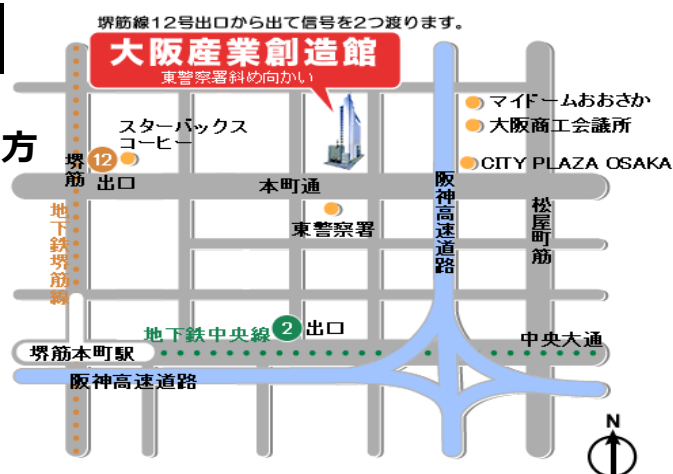 堺筋線12号出口から出て信号を2つ渡ります。
大阪産業創造館
東警察署斜め向かい
方
スターバックス
コーヒー
マイドームおおさか
大阪商工会議所
CITY PLAZA OSAKA
堺筋
12
出口
本町通
東警察署
阪神高速道路
松屋町筋
地下鉄堺筋線
地下鉄中央線
2
出口
中央大通
堺筋本町駅
阪神高速道路
N